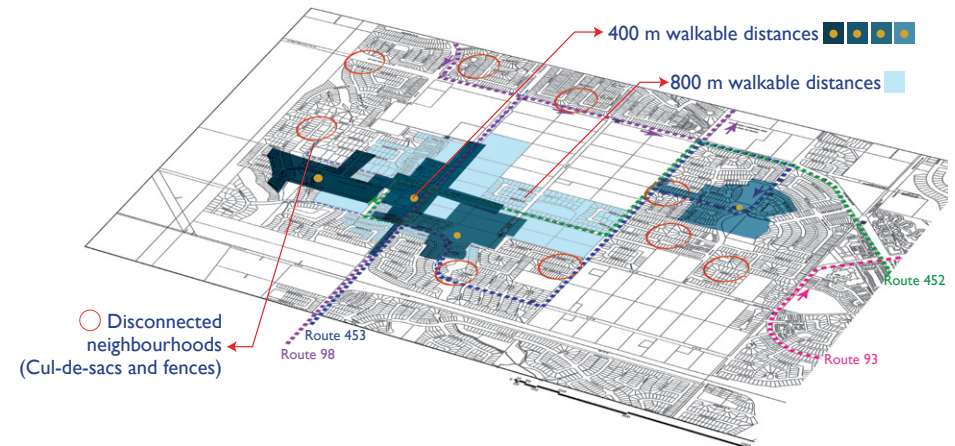 400 m walkable distances
800 m walkable distances
Route 452
Disconnected
neighbourhoods
(Cul-de-sacs and fences)
Route 453
Route 98
Route 93